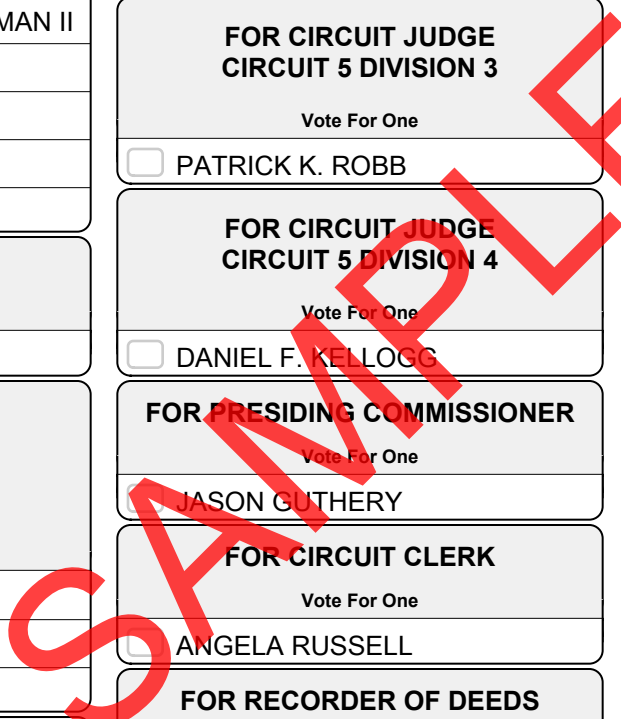 MAN II
FOR CIRCUIT JUDGE
CIRCUIT 5 DIVISION 3
Vote For One
PATRICK K. ROBB
FOR CIRCUIT JUDGE
CIRCUIT 5 DIVISION 4
Vote For One
DANIEL F. KELLOGG
FOR PRESIDING COMMISSIONER
Vote For One
JASON GUTHERY
FOR CIRCUIT CLERK
Vote For One
ANGELA RUSSELL
FOR RECORDER OF DEEDS
SAMPLE